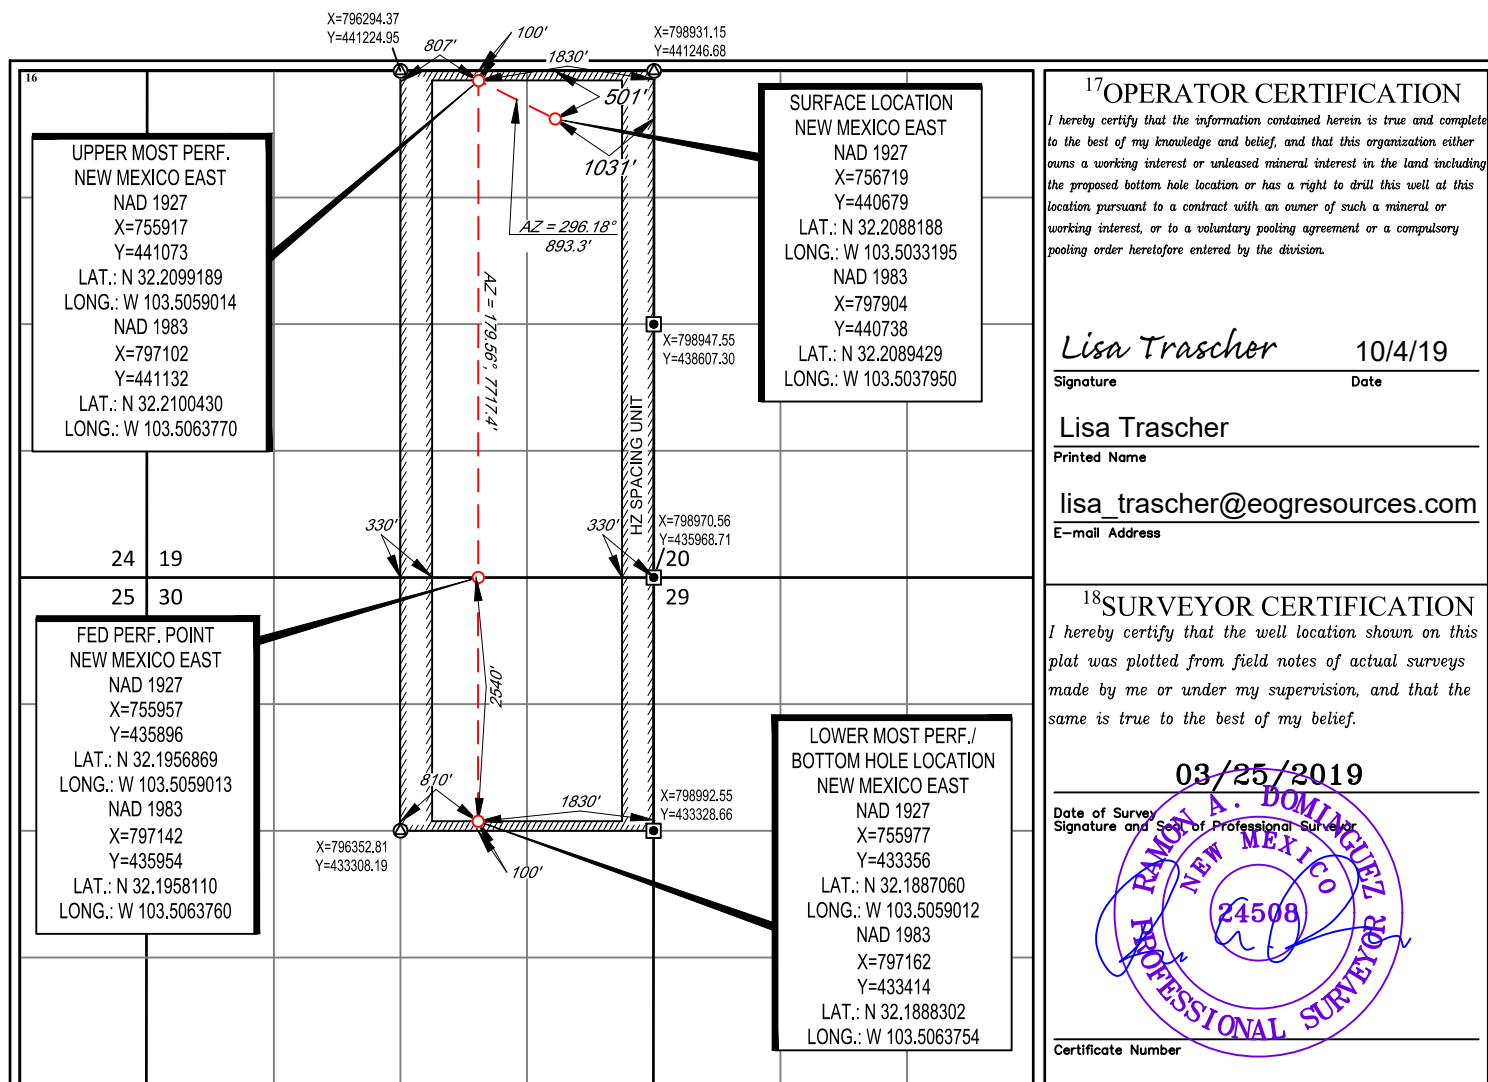 X=796294.37
Y=441224.95
807'
100'
1830'
X=798931.15
Y=441246.68
16
501'
1031'
UPPER MOST PERF.
NEW MEXICO EAST
NAD 1927
X=755917
Y=441073
LAT.: N 32.2099189
LONG.: W 103.5059014
NAD 1983
X=797102
Y=441132
LAT.: N 32.2100430
LONG.: W 103.5063770
SURFACE LOCATION
NEW MEXICO EAST
NAD 1927
X=756719
Y=440679
LAT.: N 32.2088188
LONG.: W 103.5033195
NAD 1983
X=797904
Y=440738
LAT.: N 32.2089429
LONG.: W 103.5037950
AZ = 296.18°
893.3'
AZ = 179.56°, 7717.4'
X=798947.55
Y=438607.30
HZ SPACING UNIT
330'
330'
X=798970.56
Y=435968.71
24 19
20
25 30
29
FED PERF. POINT
NEW MEXICO EAST
NAD 1927
X=755957
Y=435896
LAT.: N 32.1956869
LONG.: W 103.5059013
NAD 1983
X=797142
Y=435954
LAT.: N 32.1958110
LONG.: W 103.5063760
2540'
810'
1830'
X=798992.55
Y=433328.66
X=796352.81
Y=433308.19
100'
LOWER MOST PERF./
BOTTOM HOLE LOCATION
NEW MEXICO EAST
NAD 1927
X=755977
Y=433356
LAT.: N 32.1887060
LONG.: W 103.5059012
NAD 1983
X=797162
Y=433414
LAT.: N 32.1888302
LONG.: W 103.5063754
17 OPERATOR CERTIFICATION
I hereby certify that the information contained herein is true and complete
to the best of my knowledge and belief, and that this organization either
owns a working interest or unleased mineral interest in the land including
the proposed bottom hole location or has a right to drill this well at this
location pursuant to a contract with an owner of such a mineral or
working interest, or to a voluntary pooling agreement or a compulsory
pooling order heretofore entered by the division.
Lisa Trascher 10/4/19
Signature Date
Lisa Trascher
Printed Name
lisa_trascher@eogresources.com
E-mail Address
18 SURVEYOR CERTIFICATION
I hereby certify that the well location shown on this
plat was plotted from field notes of actual surveys
made by me or under my supervision, and that the
same is true to the best of my belief.
03/25/2019
Date of Survey
Signature and Seal of Professional Surveyor
RAMON A. DOMINGUEZ
NEW MEXICO
24508
PROFESSIONAL SURVEYOR
Certificate Number